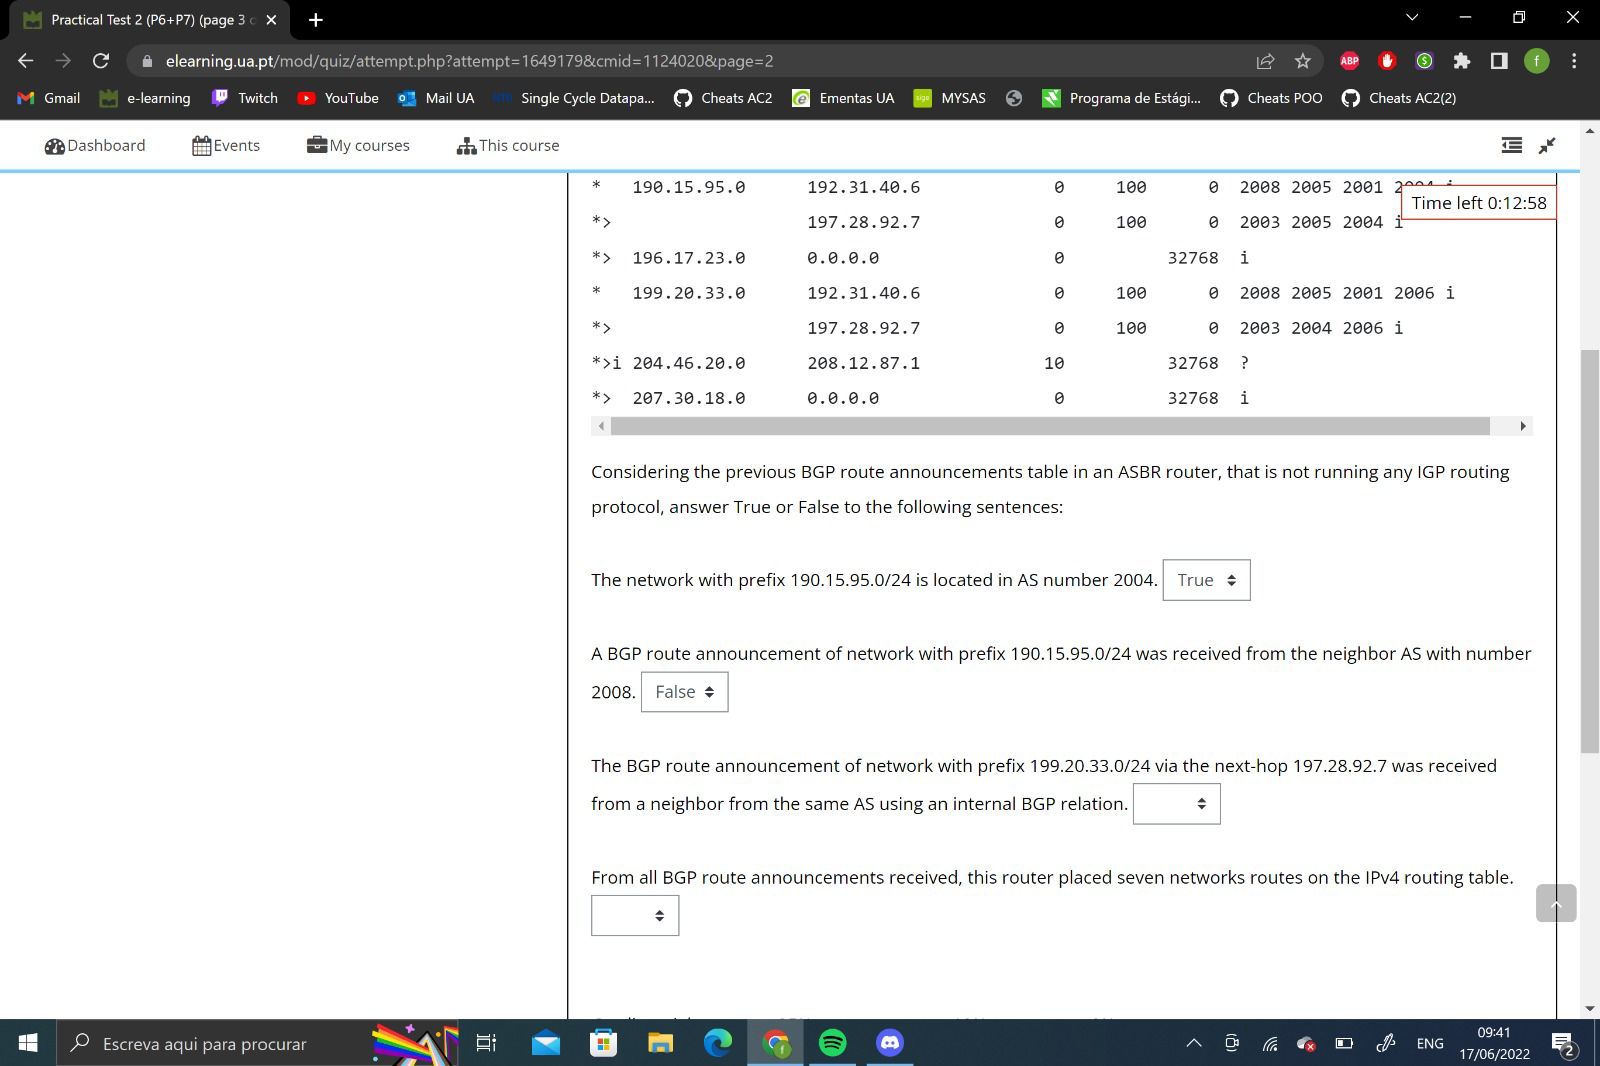 Practical Test 2 (P6+P7) (page 3
elearning.ua.pt/mod/quiz/attempt.php?attempt=1649179&cmid=1124020&page=2
ABP
f
Gmail e-learning Twitch YouTube Mail UA Single Cycle Datapa... Cheats AC2 Ementas UA MYSAS Programa de Estági... Cheats POO Cheats AC2(2)
Dashboard Events My courses This course
* 190.15.95.0 192.31.40.6 0 100 0 2008 2005 2001 2004 i
Time left 0:12:58
*> 197.28.92.7 0 100 0 2003 2005 2004 i
*> 196.17.23.0 0.0.0.0 0 32768 i
* 199.20.33.0 192.31.40.6 0 100 0 2008 2005 2001 2006 i
*> 197.28.92.7 0 100 0 2003 2004 2006 i
*>i 204.46.20.0 208.12.87.1 10 32768 ?
*> 207.30.18.0 0.0.0.0 0 32768 i
Considering the previous BGP route announcements table in an ASBR router, that is not running any IGP routing
protocol, answer True or False to the following sentences:
The network with prefix 190.15.95.0/24 is located in AS number 2004. True
A BGP route announcement of network with prefix 190.15.95.0/24 was received from the neighbor AS with number
2008. False
The BGP route announcement of network with prefix 199.20.33.0/24 via the next-hop 197.28.92.7 was received
from a neighbor from the same AS using an internal BGP relation.
From all BGP route announcements received, this router placed seven networks routes on the IPv4 routing table.
Escreva aqui para procurar
ENG
09:41
17/06/2022
2